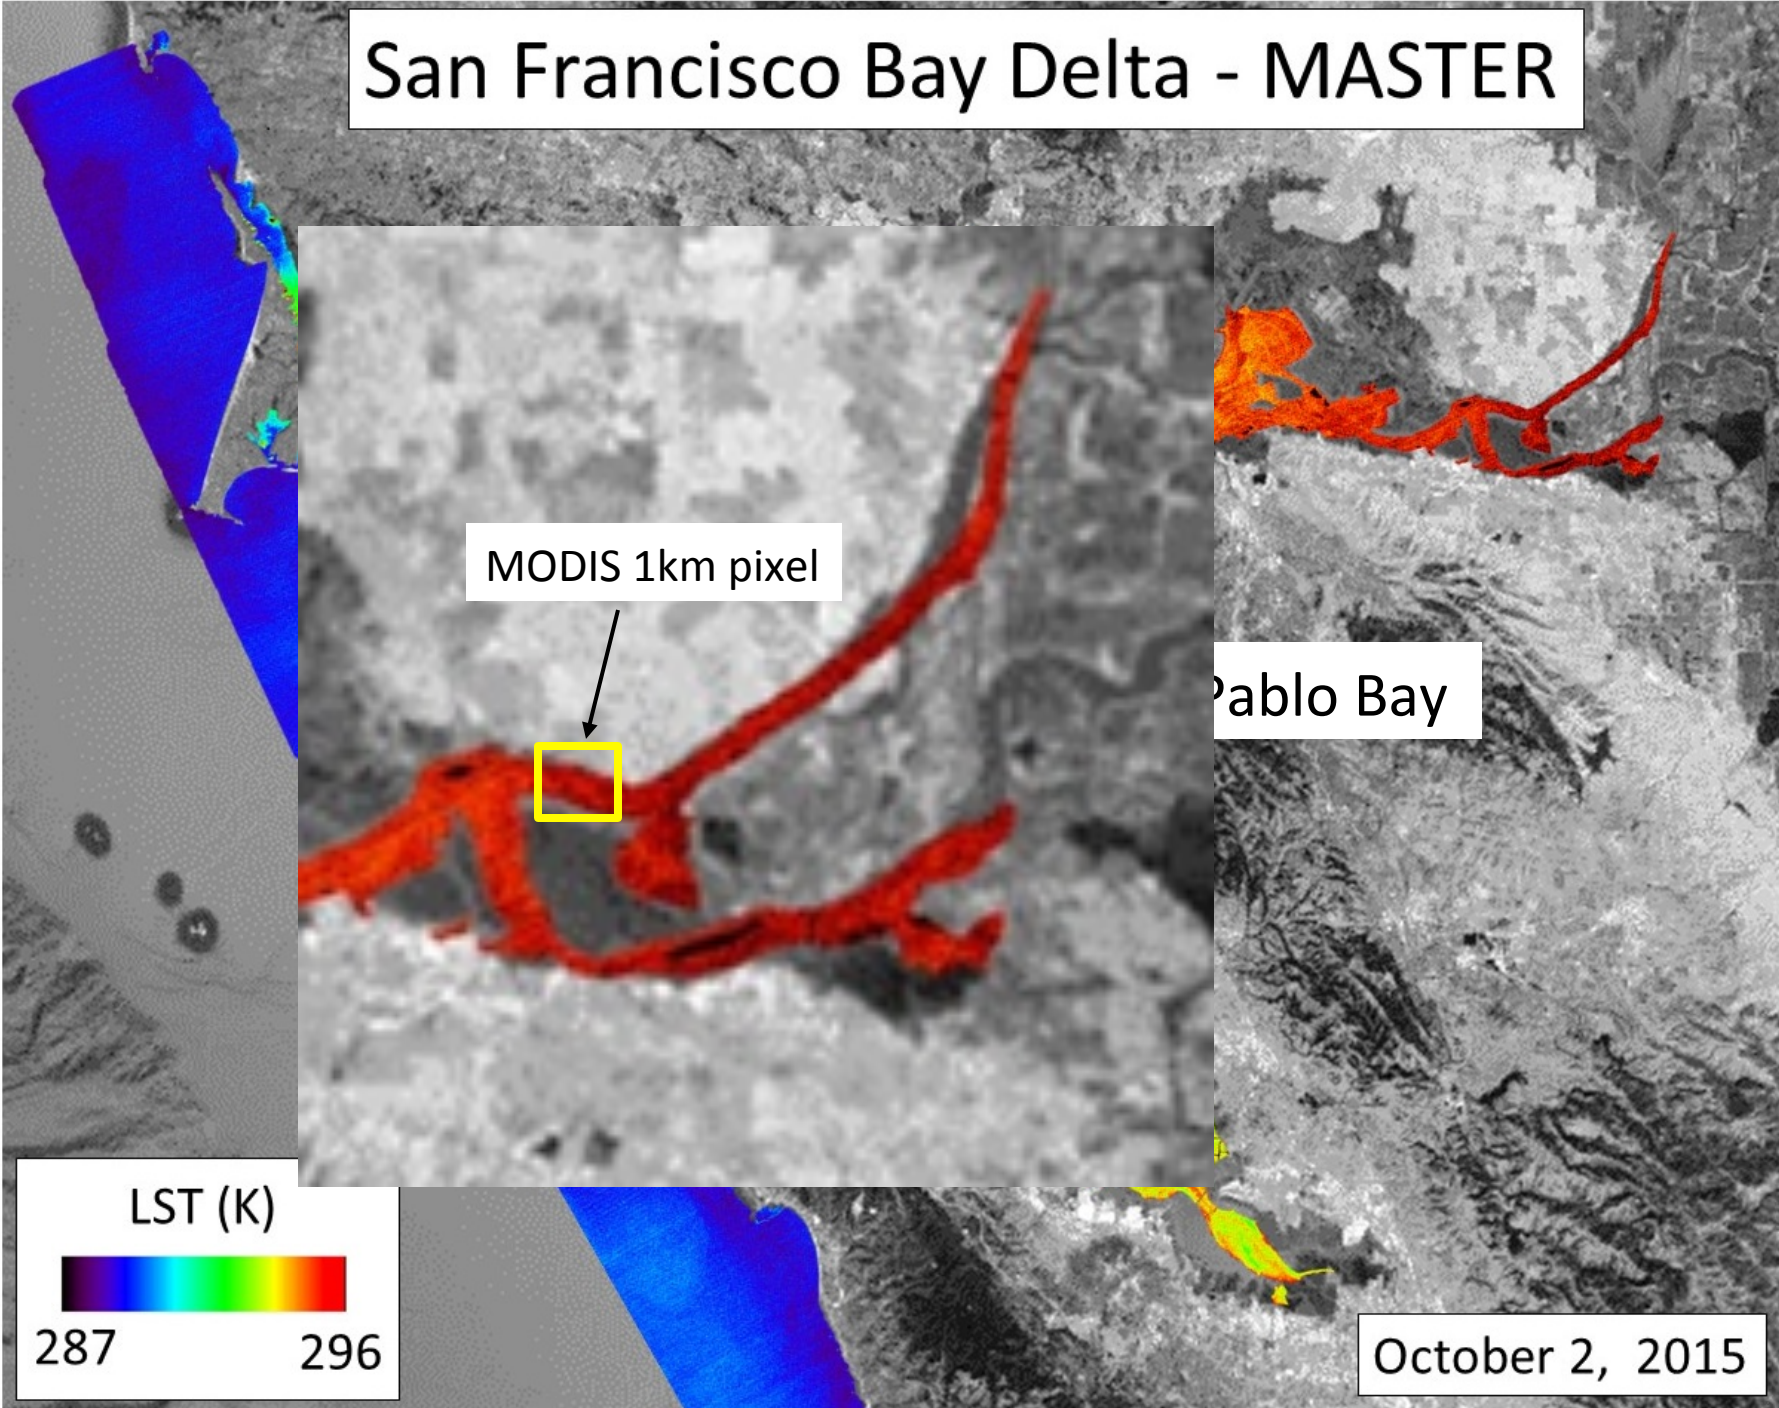 San Francisco Bay Delta - MASTER
MODIS 1km pixel
Pablo Bay
LST (K)
287 296
October 2, 2015